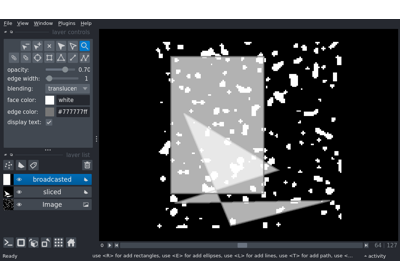 File View Window Plugins Help
layer controls
opacity: 0.70
edge width: 1
blending: translucen
face color: white
edge color: #777777ff
display text:
layer list
broadcasted
sliced
Image
64 127
Ready use <R> for add rectangles, use <E> for add ellipses, use <L> for add lines, use <T> for add path, use <... activity